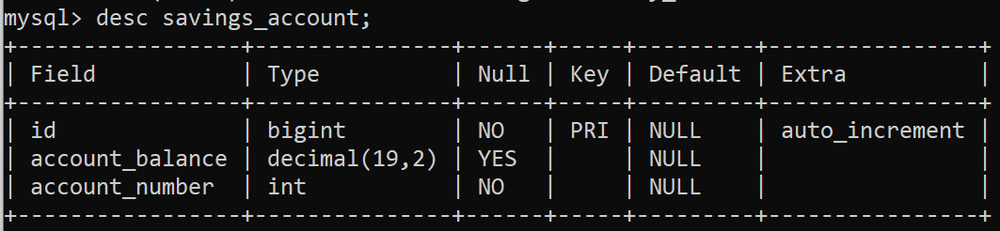 mysql> desc savings_account;
+-----------------+---------------+------+-----+---------+----------------+
| Field           | Type          | Null | Key | Default | Extra          |
+-----------------+---------------+------+-----+---------+----------------+
| id              | bigint        | NO   | PRI | NULL    | auto_increment |
| account_balance | decimal(19,2) | YES  |     | NULL    |                |
| account_number  | int           | NO   |     | NULL    |                |
+-----------------+---------------+------+-----+---------+----------------+